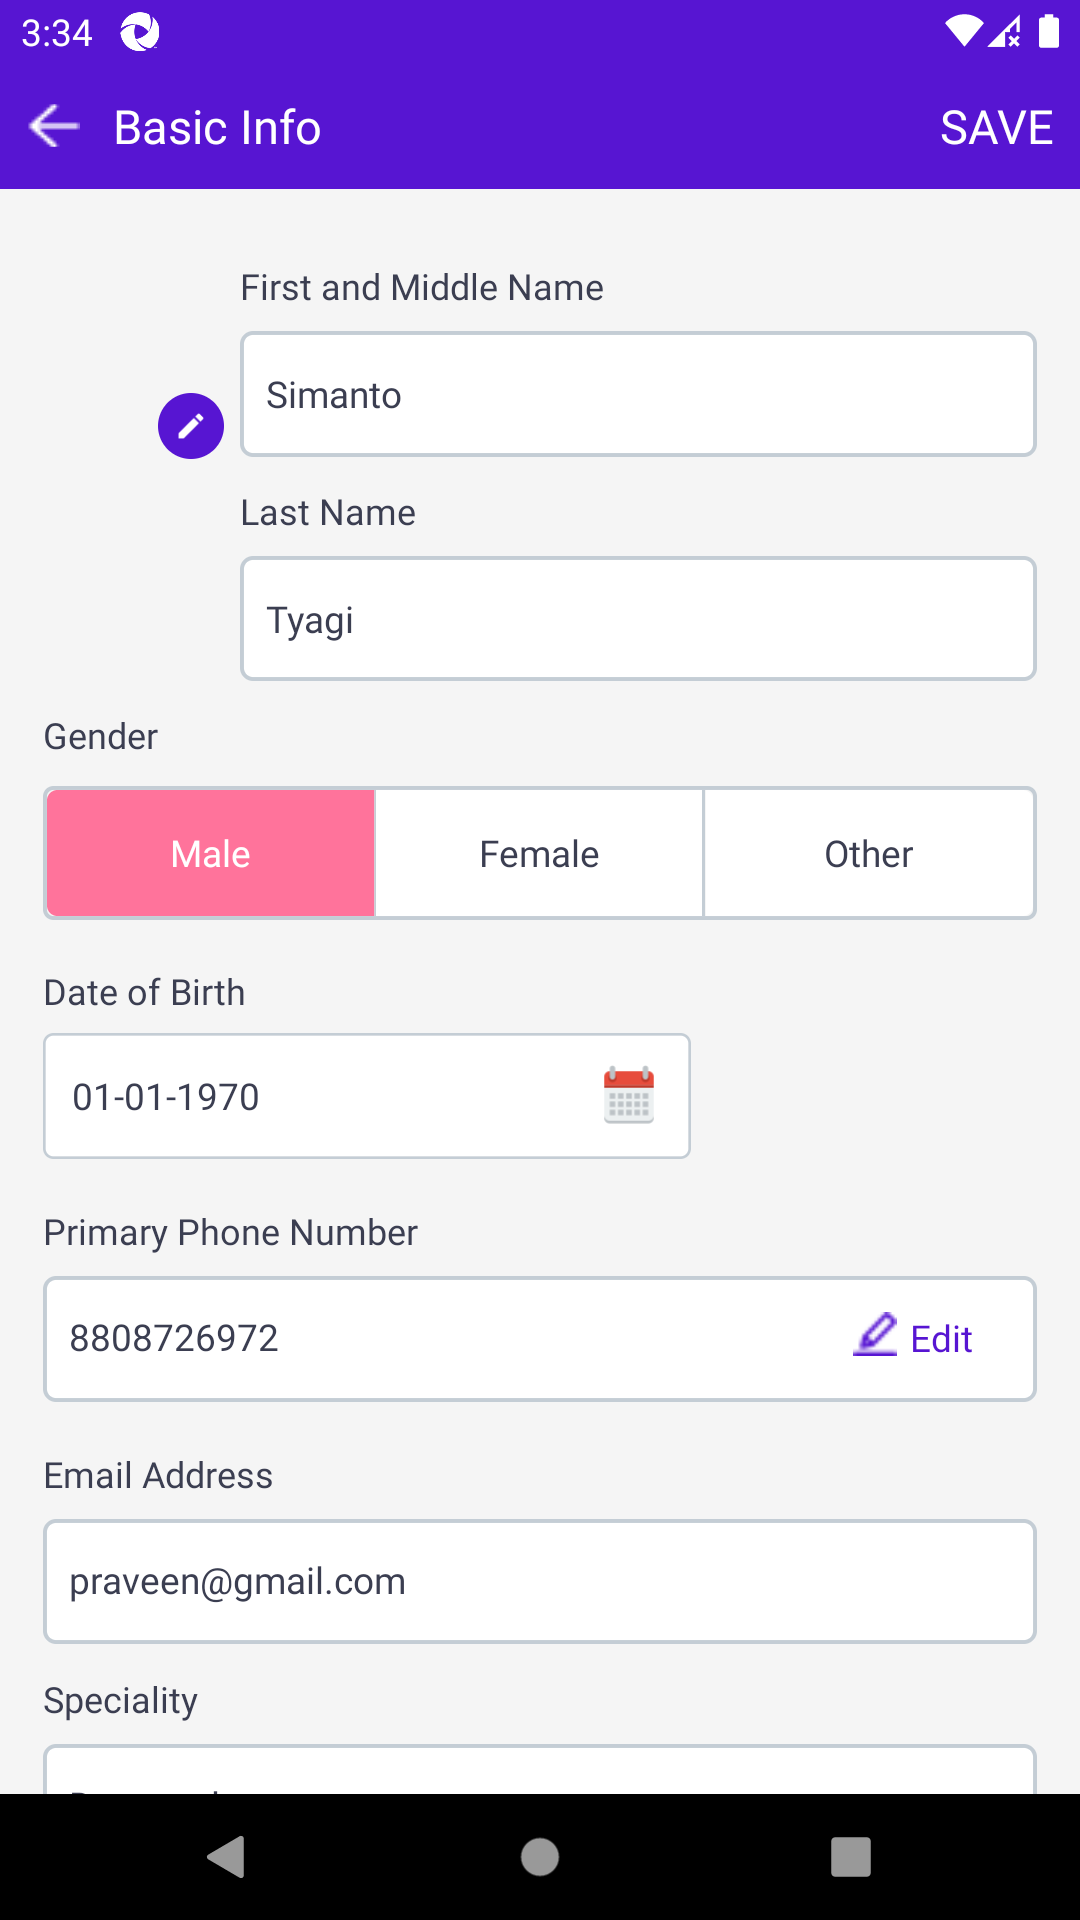 3:34
Basic Info
SAVE
First and Middle Name
Simanto
Last Name
Tyagi
Gender
Male
Female
Other
Date of Birth
01-01-1970
Primary Phone Number
8808726972
Edit
Email Address
praveen@gmail.com
Speciality